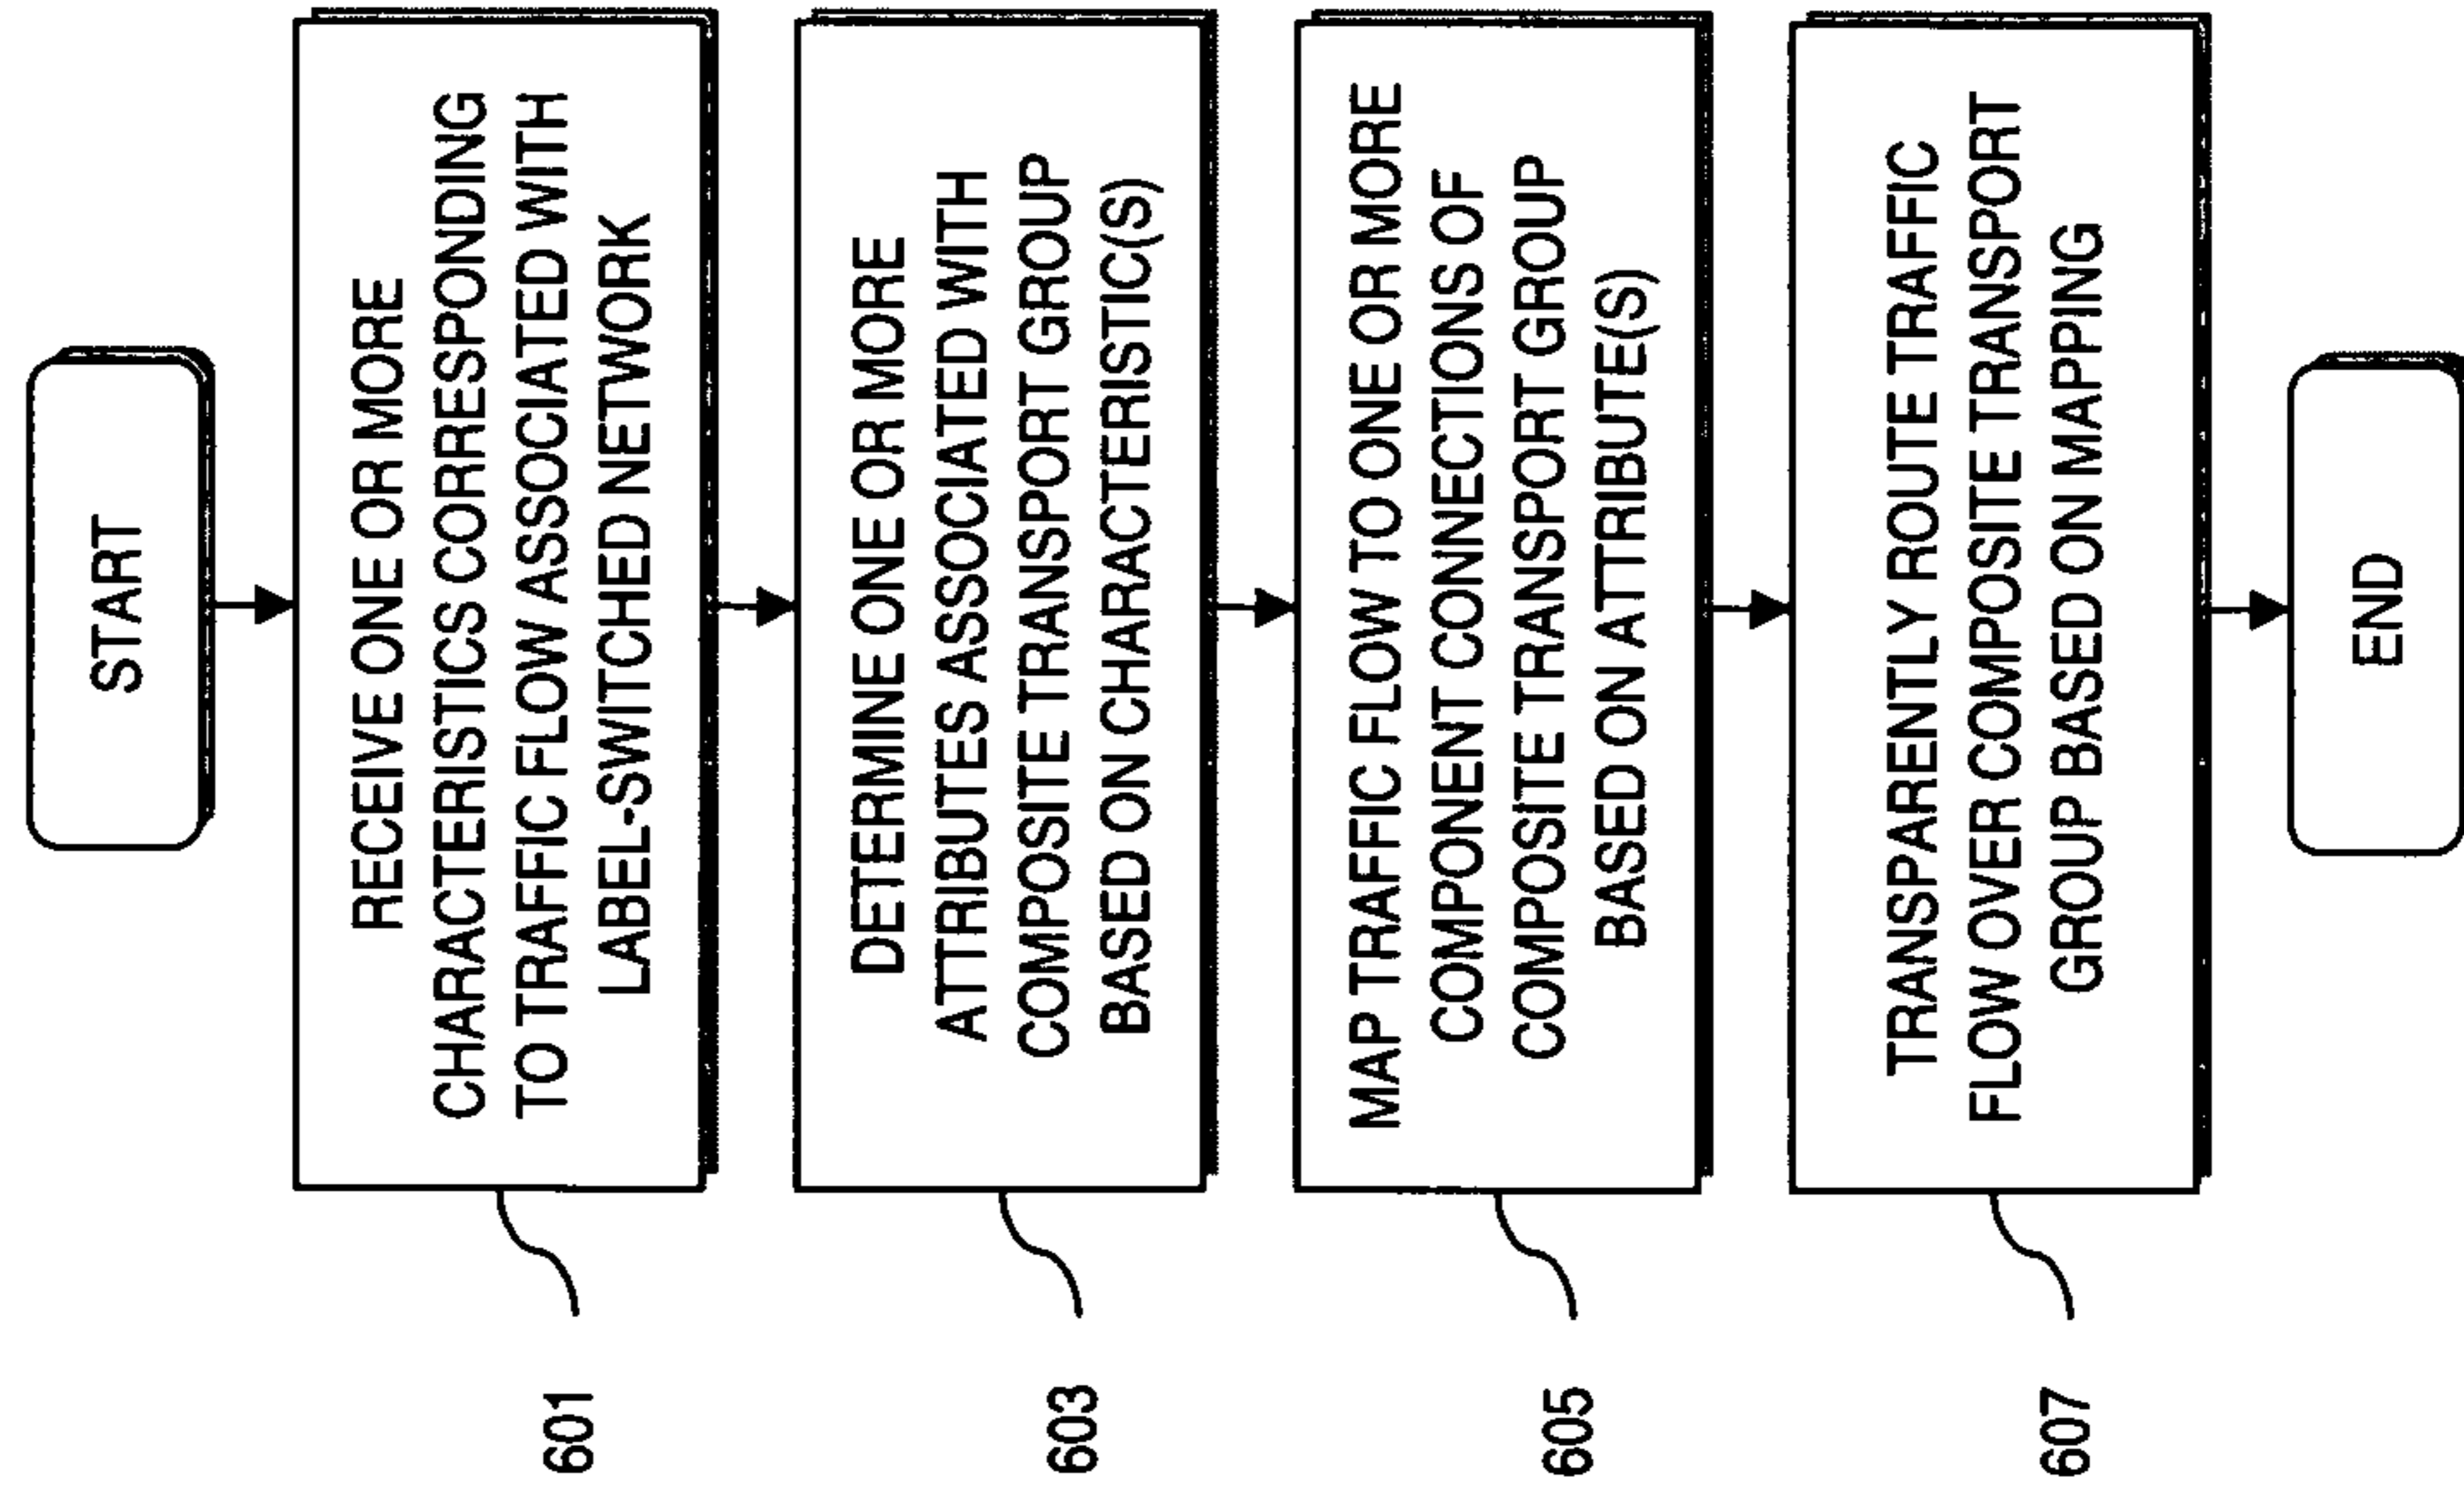 START
RECEIVE ONE OR MORE
CHARACTERISTICS CORRESPONDING
TO TRAFFIC FLOW ASSOCIATED WITH
LABEL-SWITCHED NETWORK
601
DETERMINE ONE OR MORE
ATTRIBUTES ASSOCIATED WITH
COMPOSITE TRANSPORT GROUP
BASED ON CHARACTERISTIC(S)
603
MAP TRAFFIC FLOW TO ONE OR MORE
COMPONENT CONNECTIONS OF
COMPOSITE TRANSPORT GROUP
BASED ON ATTRIBUTE(S)
605
TRANSPARENTLY ROUTE TRAFFIC
FLOW OVER COMPOSITE TRANSPORT
GROUP BASED ON MAPPING
607
END